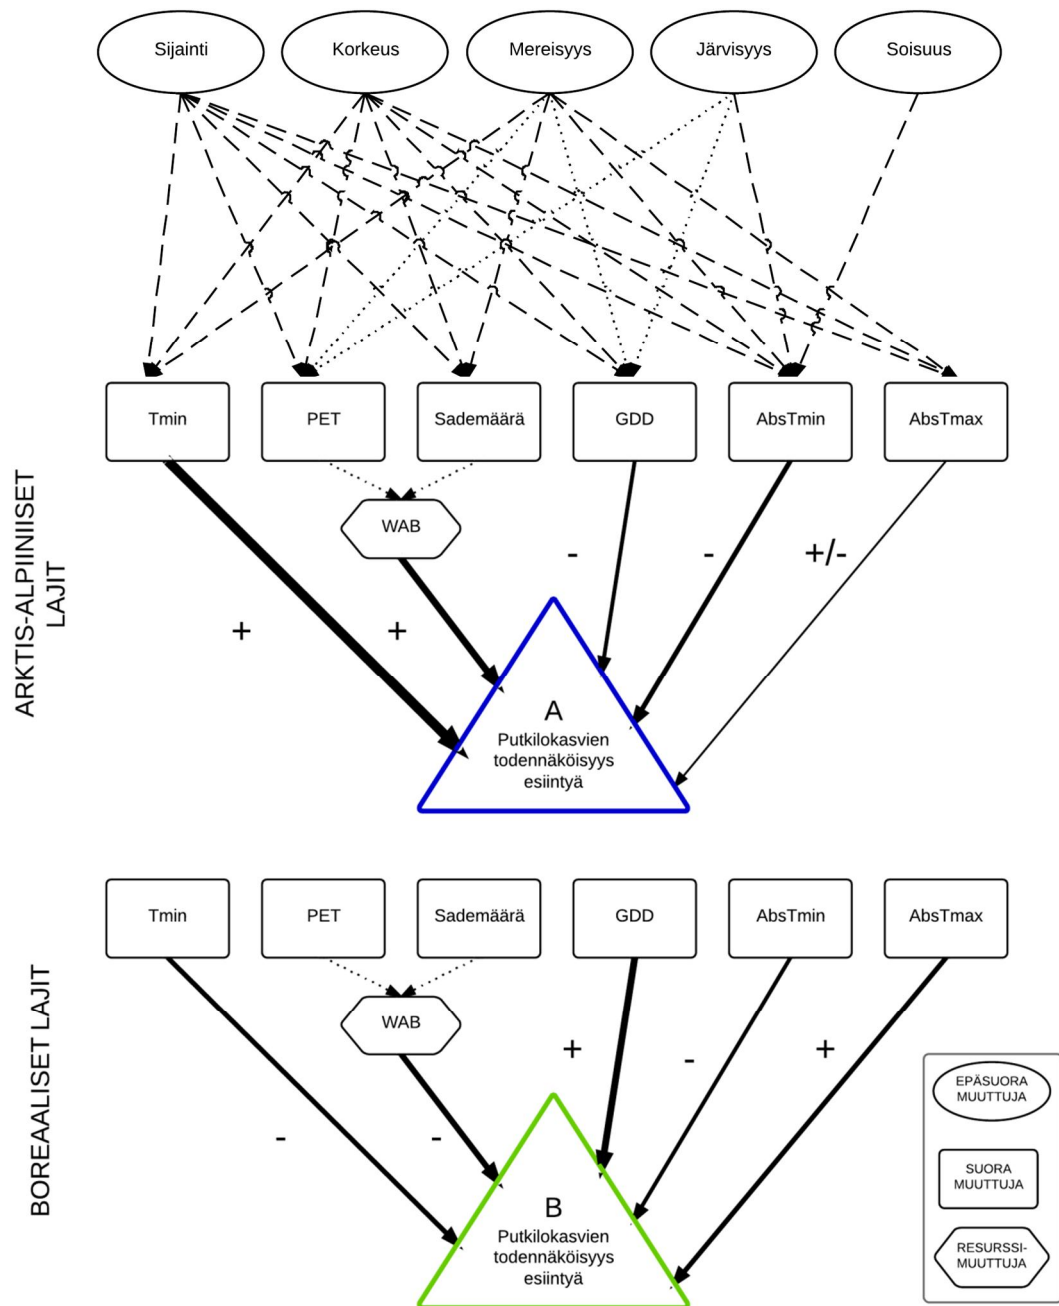 Sijainti
Korkeus
Mereisyys
Järvisyys
Soisuus
ARKTIS-ALPIINISET
LAJIT
Tmin
PET
Sademäärä
GDD
AbsTmin
AbsTmax
WAB
-
-
+/-
+
+
A
Putkilokasvien
todennäköisyys
esiintyä
BOREAALISET LAJIT
Tmin
PET
Sademäärä
GDD
AbsTmin
AbsTmax
WAB
+
-
+
-
-
B
Putkilokasvien
todennäköisyys
esiintyä
EPÄSUORA
MUUTTUJA
SUORA
MUUTTUJA
RESURSSI-
MUUTTUJA